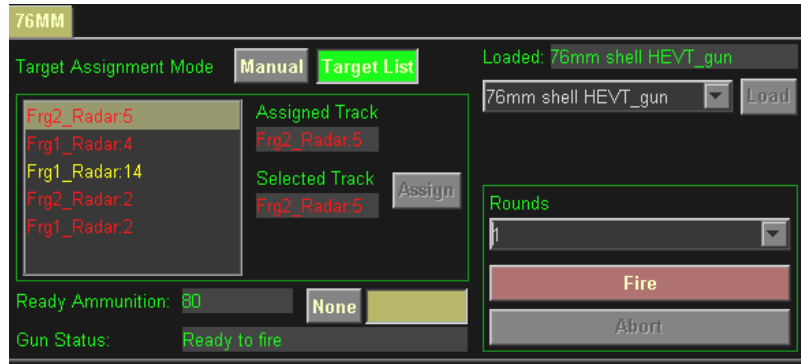 76MM
Target Assignment Mode Manual Target List
Loaded: 76mm shell HEVT_gun
76mm shell HEVT_gun Load
Frg2_Radar:5
Frg1_Radar:4
Frg1_Radar:14
Frg2_Radar:2
Frg1_Radar:2
Assigned Track
Frg2_Radar:5
Selected Track
Frg2_Radar:5
Assign
Rounds
1
Fire
Abort
Ready Ammunition: 80 None
Gun Status: Ready to fire